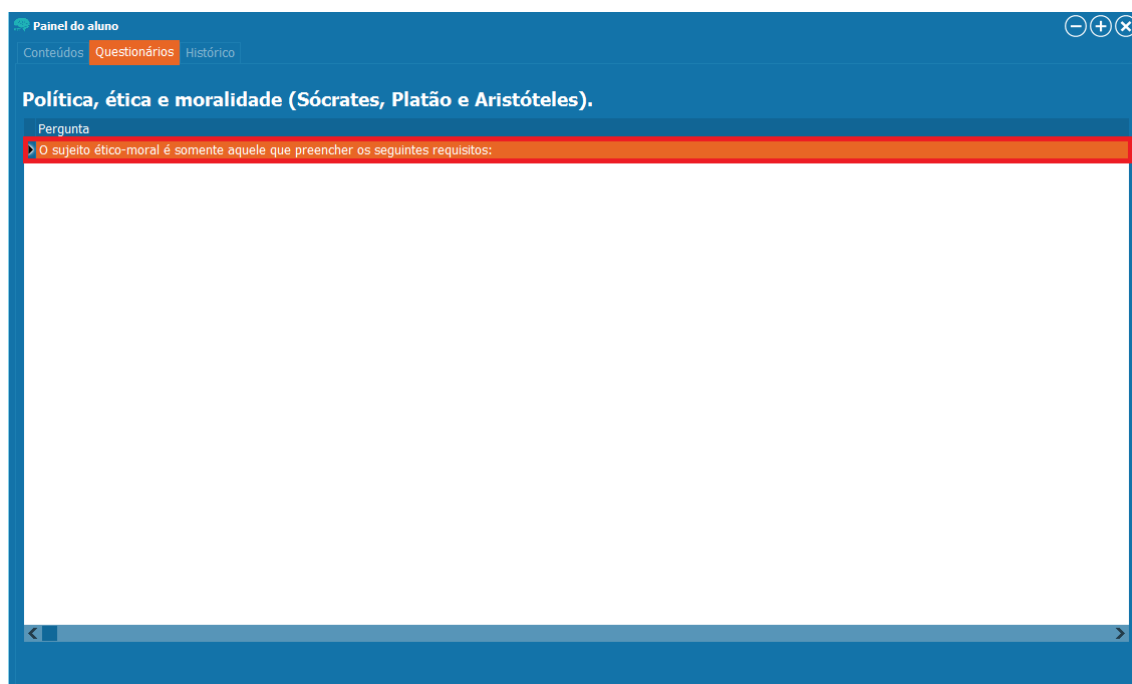 Painel do aluno
Conteúdos Questionários Histórico
Política, ética e moralidade (Sócrates, Platão e Aristóteles).
Pergunta
O sujeito ético-moral é somente aquele que preencher os seguintes requisitos: